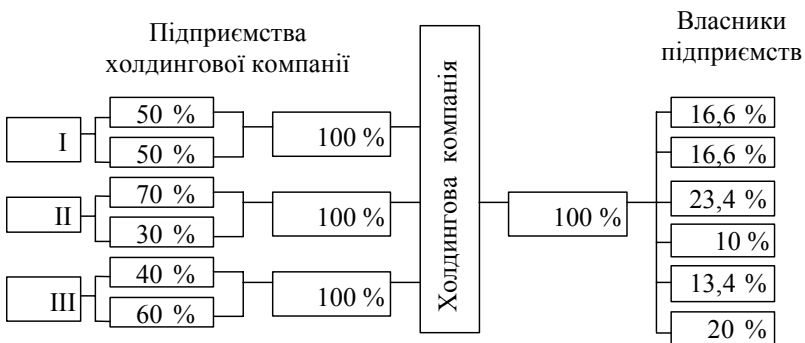 Підприємства
холдингової компанії
Власники
підприємств
I
50 %
50 %
100 %
II
70 %
30 %
100 %
III
40 %
60 %
100 %
Холдингова компанія
100 %
16,6 %
16,6 %
23,4 %
10 %
13,4 %
20 %